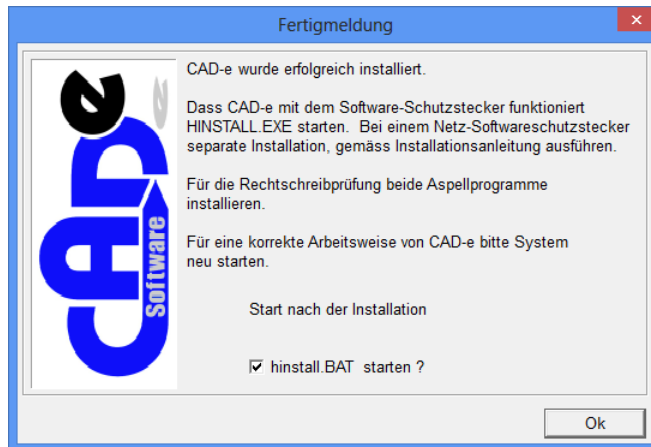 Fertigmeldung
CAD-e wurde erfolgreich installiert.
Dass CAD-e mit dem Software-Schutzstecker funktioniert
HINSTALL.EXE starten. Bei einem Netz-Softwareschutzstecker
separate Installation, gemäss Installationsanleitung ausführen.
Für die Rechtschreibprüfung beide Aspellprogramme
installieren.
Für eine korrekte Arbeitsweise von CAD-e bitte System
neu starten.
Start nach der Installation
hinstall.BAT starten ?
Ok
CADe
Software